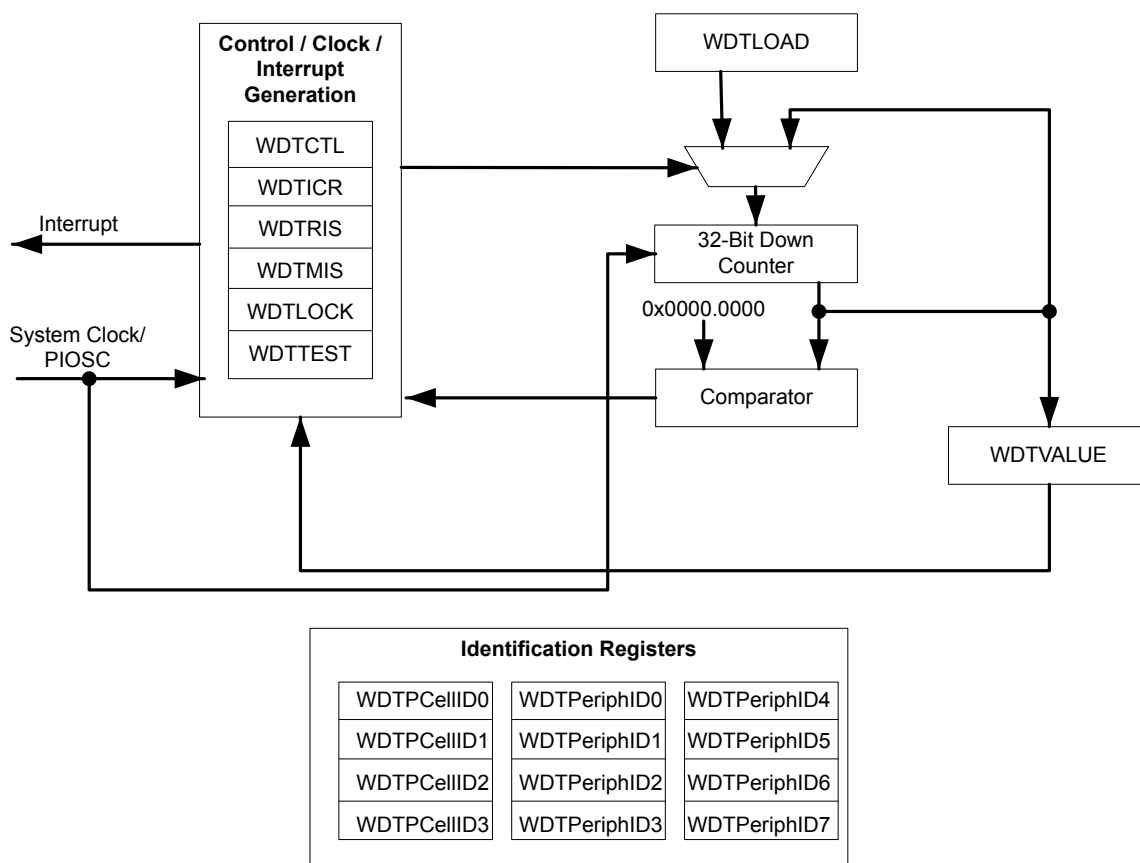 Control / Clock /
Interrupt
Generation
WDTCTL
WDTICR
WDTRIS
WDTMIS
WDTLOCK
WDTTEST
Interrupt
System Clock/
PIOSC
WDTLOAD
32-Bit Down
Counter
0x0000.0000
Comparator
WDTVALUE
Identification Registers
WDTPCellID0 WDTPeriphID0 WDTPeriphID4
WDTPCellID1 WDTPeriphID1 WDTPeriphID5
WDTPCellID2 WDTPeriphID2 WDTPeriphID6
WDTPCellID3 WDTPeriphID3 WDTPeriphID7